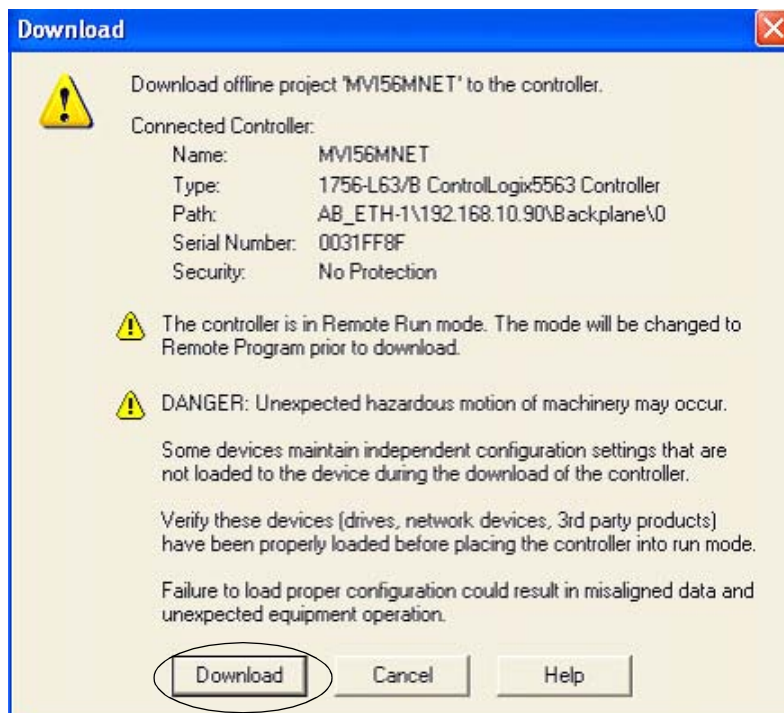 Download
Download offline project 'MVI56MNET' to the controller.
Connected Controller:
Name: MVI56MNET
Type: 1756-L63/B ControlLogix5563 Controller
Path: AB_ETH-1\192.168.10.90\Backplane\0
Serial Number: 0031FF8F
Security: No Protection
The controller is in Remote Run mode. The mode will be changed to
Remote Program prior to download.
DANGER: Unexpected hazardous motion of machinery may occur.
Some devices maintain independent configuration settings that are
not loaded to the device during the download of the controller.
Verify these devices (drives, network devices, 3rd party products)
have been properly loaded before placing the controller into run mode.
Failure to load proper configuration could result in misaligned data and
unexpected equipment operation.
Download Cancel Help